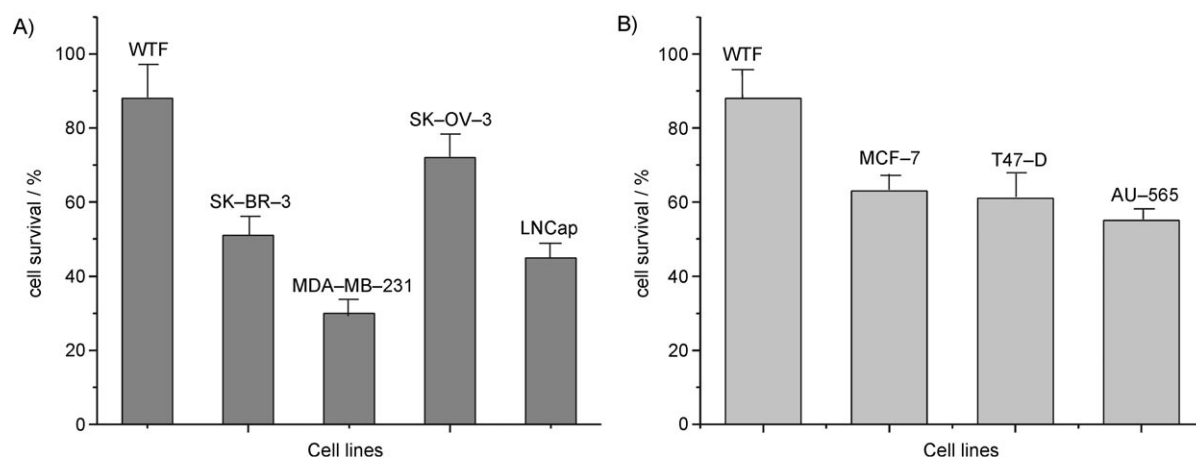 A)
cell survival / %
100
80
60
40
20
0
WTF
SK–BR–3
MDA–MB–231
SK–OV–3
LNCap
Cell lines
B)
cell survival / %
100
80
60
40
20
0
WTF
MCF–7
T47–D
AU–565
Cell lines